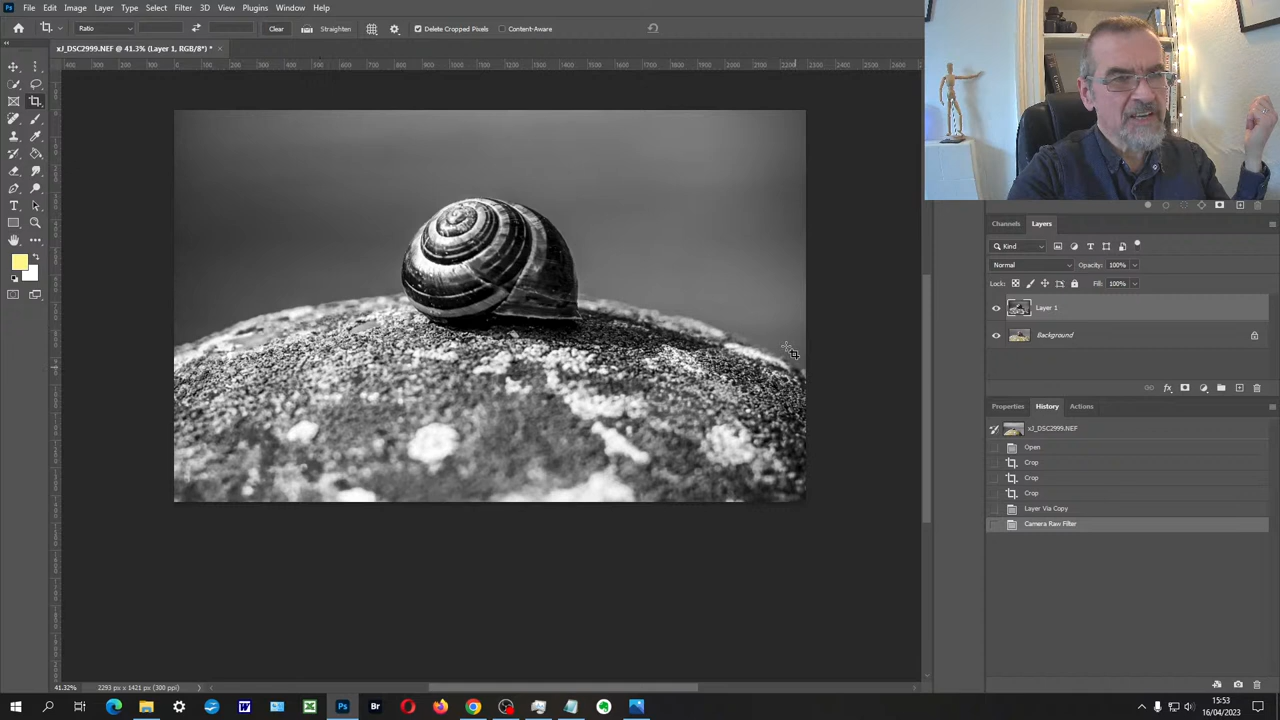 File Edit Image Layer Type Select Filter 3D View Plugins Window Help
Ratio Clear Straighten Delete Cropped Pixels Content-Aware
xJ_DSC2999.NEF @ 41.3% (Layer 1, RGB/8*) *
Channels Layers
Kind
Normal Opacity: 100%
Lock: Fill: 100%
Layer 1
Background
Properties History Actions
xJ_DSC2999.NEF
Open
Crop
Crop
Crop
Layer Via Copy
Camera Raw Filter
41.32% 2293 px x 1421 px (300 ppi)
15:53
16/04/2023